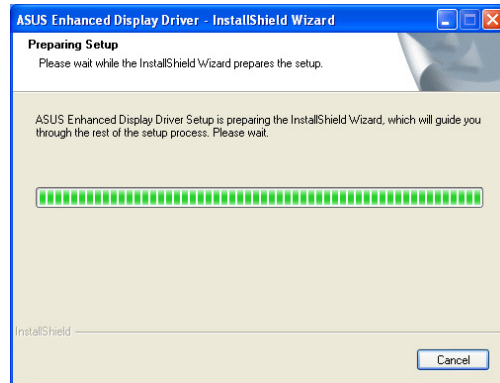 ASUS Enhanced Display Driver - InstallShield Wizard
Preparing Setup
Please wait while the InstallShield Wizard prepares the setup.
ASUS Enhanced Display Driver Setup is preparing the InstallShield Wizard, which will guide you
through the rest of the setup process. Please wait.
InstallShield
Cancel